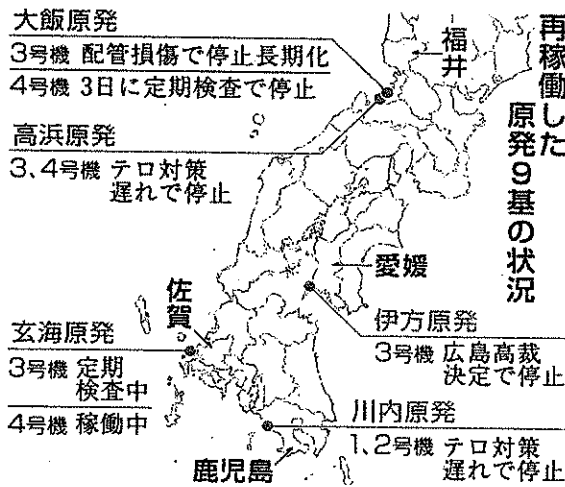 再稼働した
原発9基の状況
大飯原発
3号機 配管損傷で停止長期化
4号機 3日に定期検査で停止
高浜原発
3、4号機 テロ対策
遅れで停止
福井
愛媛
伊方原発
3号機 広島高裁
決定で停止
佐賀
玄海原発
3号機 定期
検査中
4号機 稼働中
川内原発
1、2号機 テロ対策
遅れで停止
鹿児島